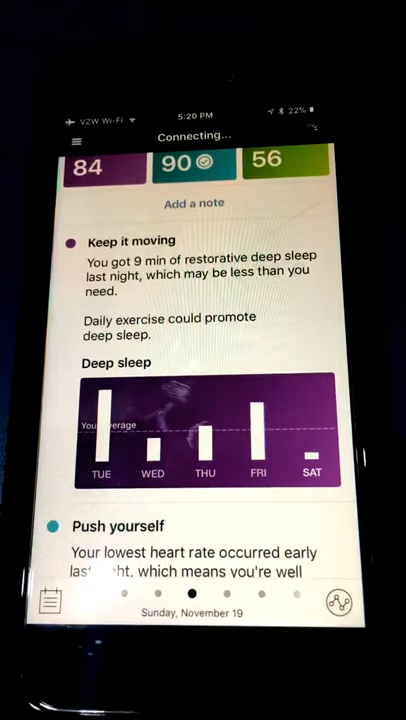 VZW Wi-Fi 5:20 PM 22%
Connecting...
84 90 56
Add a note
Keep it moving
You got 9 min of restorative deep sleep
last night, which may be less than you
need.
Daily exercise could promote
deep sleep.
Deep sleep
TUE WED THU FRI SAT
Push yourself
Your lowest heart rate occurred early
which means you're well
Sunday, November 19